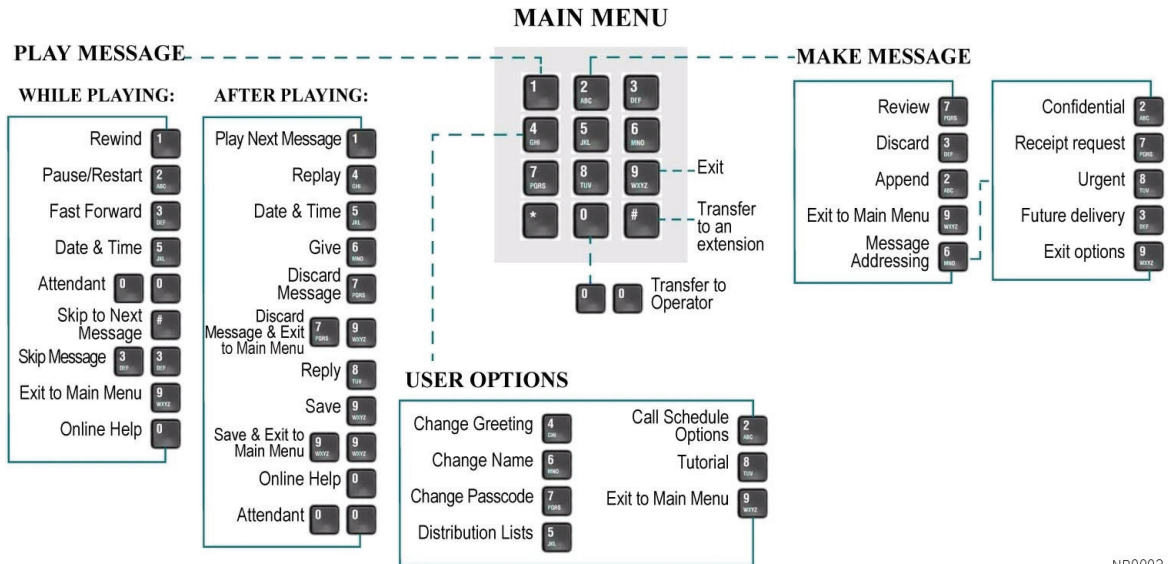 MAIN MENU
PLAY MESSAGE
WHILE PLAYING:
Rewind 1
Pause/Restart 2 ABC
Fast Forward 3 DEF
Date & Time 5 JKL
Attendant 0 0
Skip to Next
Message #
Skip Message 3 DEF 3 DEF
Exit to Main Menu 9 WXYZ
Online Help 0
AFTER PLAYING:
Play Next Message 1
Replay 4 GHI
Date & Time 5 JKL
Give 6 MNO
Discard
Message 7 PQRS
Discard
Message & Exit
to Main Menu 7 PQRS 9 WXYZ
Reply 8 TUV
Save 9 WXYZ
Save & Exit to
Main Menu 9 WXYZ 9 WXYZ
Online Help 0
Attendant 0 0
1 2 ABC 3 DEF
4 GHI 5 JKL 6 MNO
7 PQRS 8 TUV 9 WXYZ
* 0 #
Exit
Transfer
to an
extension
0 0 Transfer to
Operator
USER OPTIONS
Change Greeting 4 GHI
Change Name 6 MNO
Change Passcode 7 PQRS
Distribution Lists 5 JKL
Call Schedule
Options 2 ABC
Tutorial 8 TUV
Exit to Main Menu 9 WXYZ
MAKE MESSAGE
Review 7 PQRS
Discard 3 DEF
Append 2 ABC
Exit to Main Menu 9 WXYZ
Message
Addressing 6 MNO
Confidential 2 ABC
Receipt request 7 PQRS
Urgent 8 TUV
Future delivery 3 DEF
Exit options 9 WXYZ